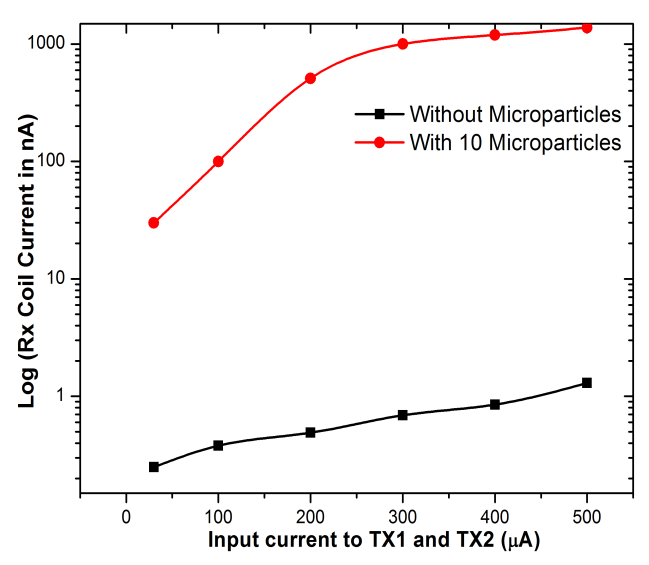 1000
100
10
1
Log (Rx Coil Current in nA)
Without Microparticles
With 10 Microparticles
0 100 200 300 400 500
Input current to TX1 and TX2 (μA)